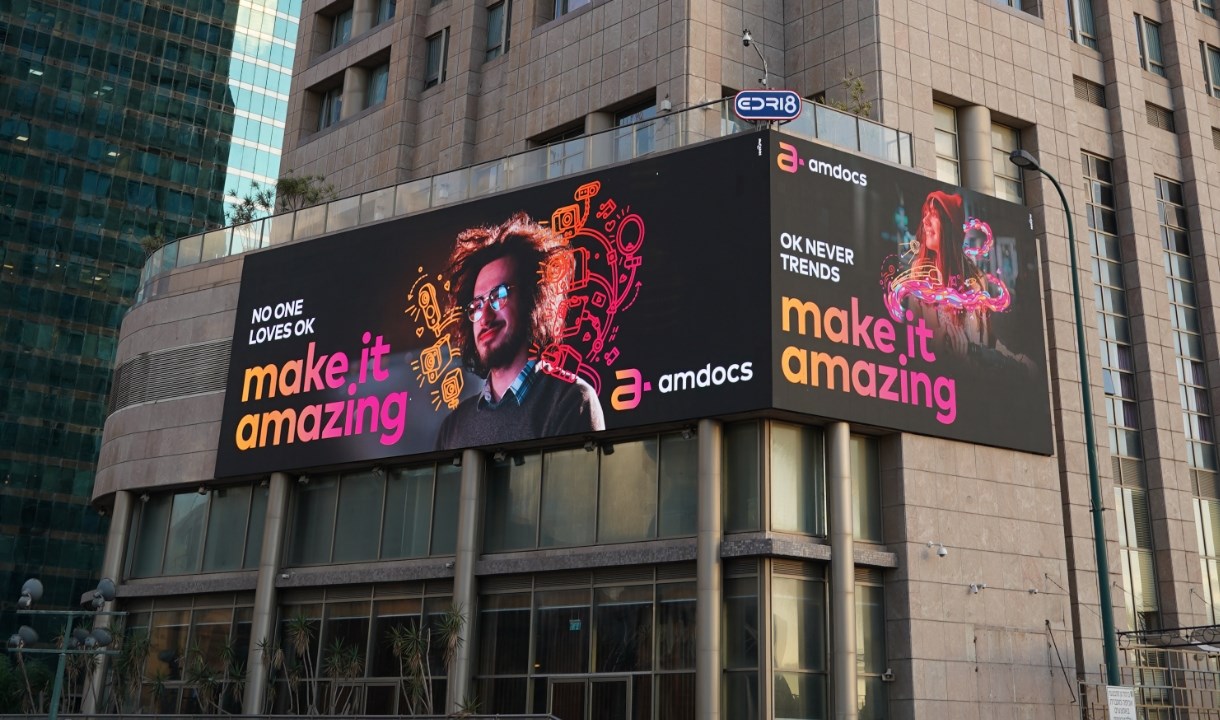 EDRI8
NO ONE
LOVES OK
make it
amazing
a amdocs
a amdocs
OK NEVER
TRENDS
make it
amazing